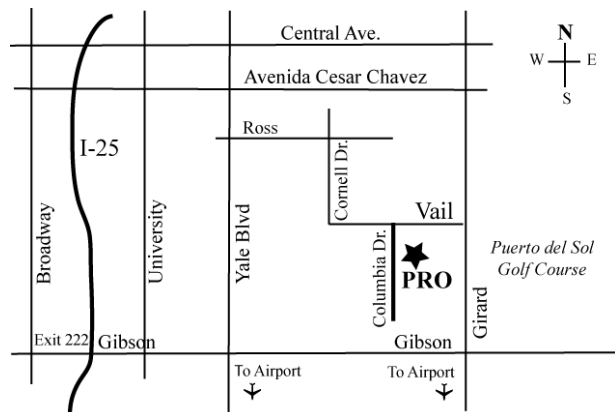 Central Ave.
N
W
E
S
Avenida Cesar Chavez
Ross
I-25
Cornell Dr.
Vail
Broadway
University
Yale Blvd
Columbia Dr.
PRO
Girard
Puerto del Sol
Golf Course
Exit 222
Gibson
Gibson
To Airport
To Airport